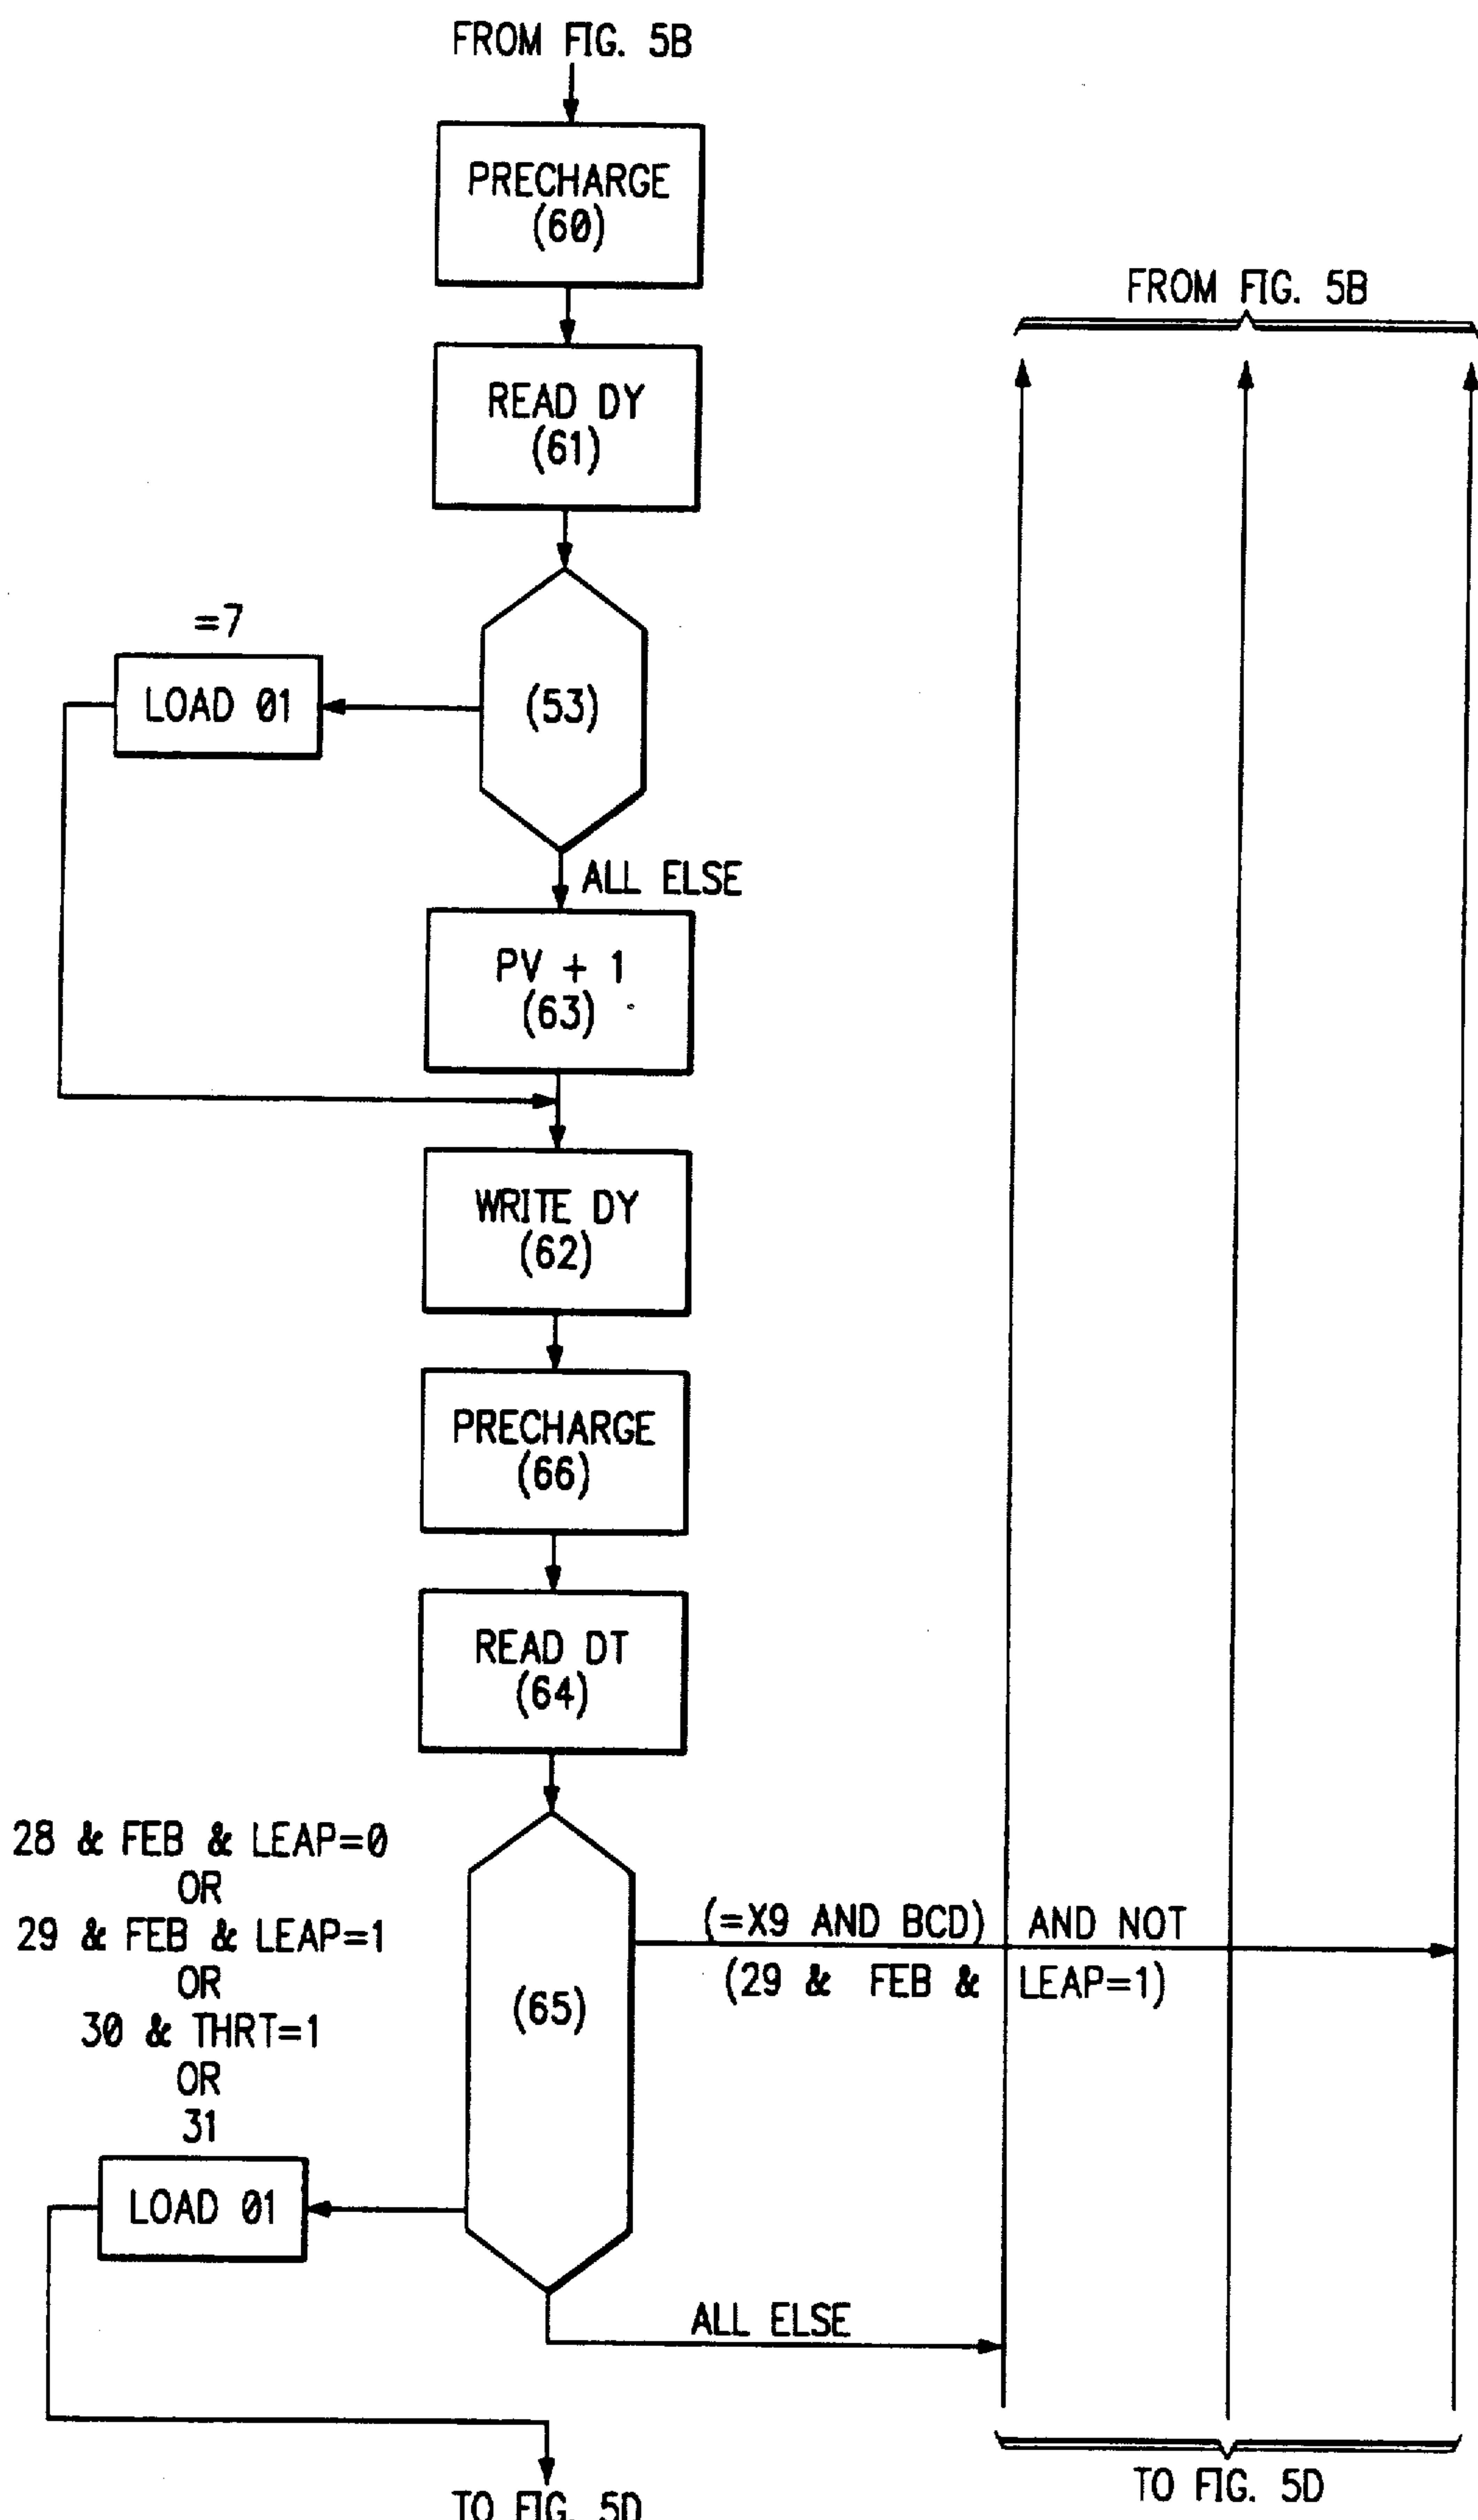 FROM FIG. 5B
PRECHARGE
(60)
FROM FIG. 5B
READ DY
(61)
=7
LOAD 01
(53)
ALL ELSE
PV + 1
(63)
WRITE DY
(62)
PRECHARGE
(66)
READ DT
(64)
28 & FEB & LEAP=0
OR
29 & FEB & LEAP=1
OR
30 & THRT=1
OR
31
LOAD 01
(65)
(=X9 AND BCD) AND NOT
(29 & FEB & LEAP=1)
ALL ELSE
TO FIG. 5D
TO FIG. 5D